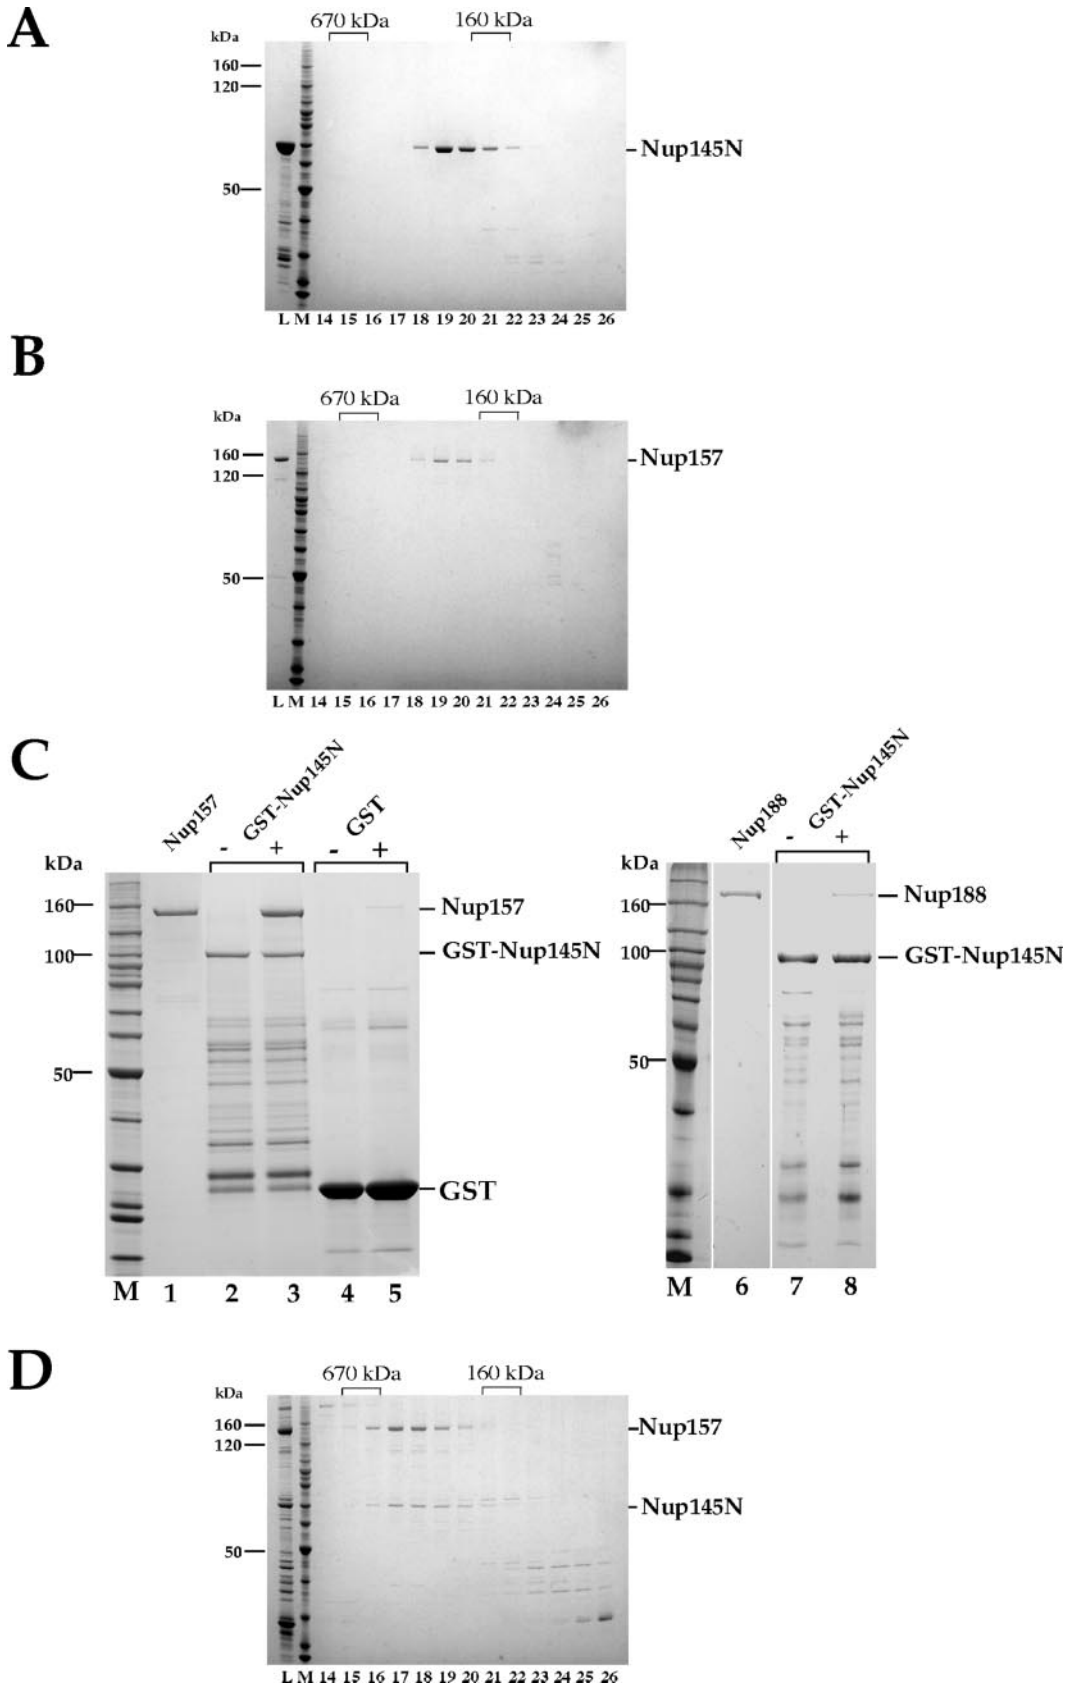 A
670 kDa 160 kDa
kDa
160
120
Nup145N
50
L M 14 15 16 17 18 19 20 21 22 23 24 25 26
B
670 kDa 160 kDa
kDa
160
120
Nup157
50
L M 14 15 16 17 18 19 20 21 22 23 24 25 26
C
Nup157 GST-Nup145N GST
- + - +
kDa
160
Nup157
100
GST-Nup145N
50
GST
M 1 2 3 4 5
Nup188 GST-Nup145N
- +
kDa
160
Nup188
100
GST-Nup145N
50
M 6 7 8
D
670 kDa 160 kDa
kDa
160
120
Nup157
Nup145N
50
L M 14 15 16 17 18 19 20 21 22 23 24 25 26